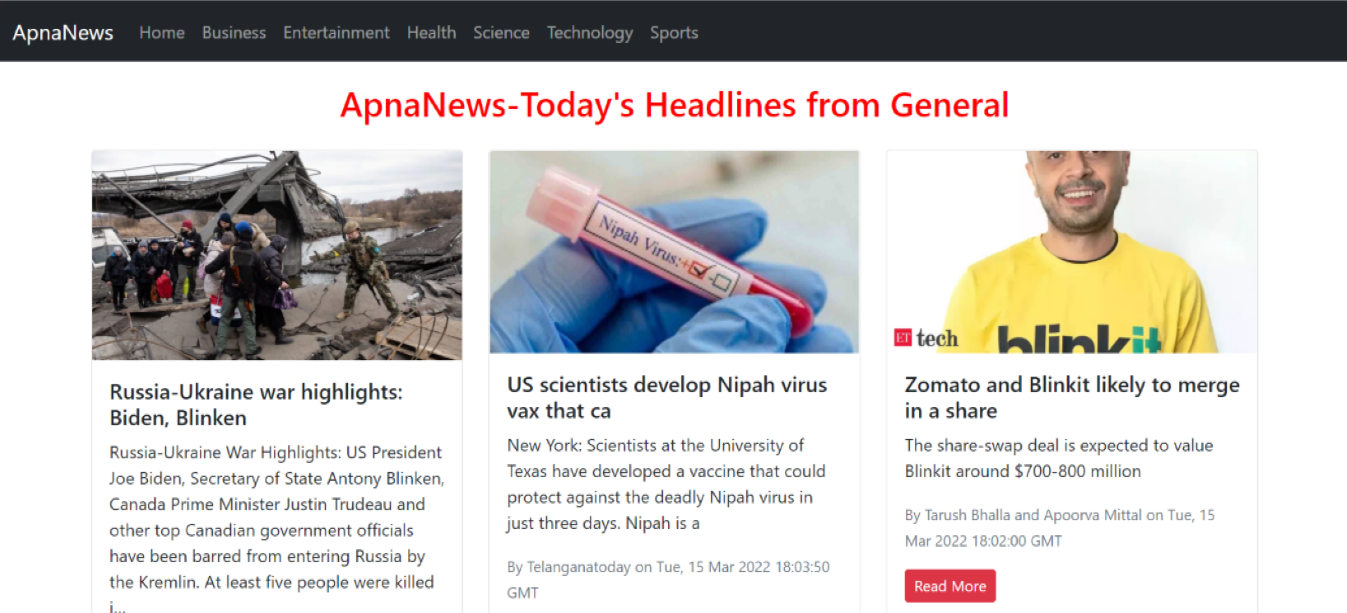 ApnaNews Home Business Entertainment Health Science Technology Sports
ApnaNews-Today's Headlines from General
Nipah Virus:+
ET tech
blinkit
Russia-Ukraine war highlights:
Biden, Blinken
Russia-Ukraine War Highlights: US President
Joe Biden, Secretary of State Antony Blinken,
Canada Prime Minister Justin Trudeau and
other top Canadian government officials
have been barred from entering Russia by
the Kremlin. At least five people were killed
i...
US scientists develop Nipah virus
vax that ca
New York: Scientists at the University of
Texas have developed a vaccine that could
protect against the deadly Nipah virus in
just three days. Nipah is a
By Telanganatoday on Tue, 15 Mar 2022 18:03:50
GMT
Zomato and Blinkit likely to merge
in a share
The share-swap deal is expected to value
Blinkit around $700-800 million
By Tarush Bhalla and Apoorva Mittal on Tue, 15
Mar 2022 18:02:00 GMT
Read More